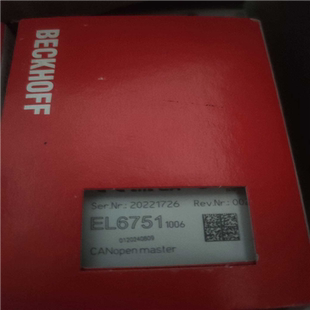 BECKHOFF
Ser.Nr.: 20221726 Rev.Nr.: 00
EL6751 1006
CANopen master